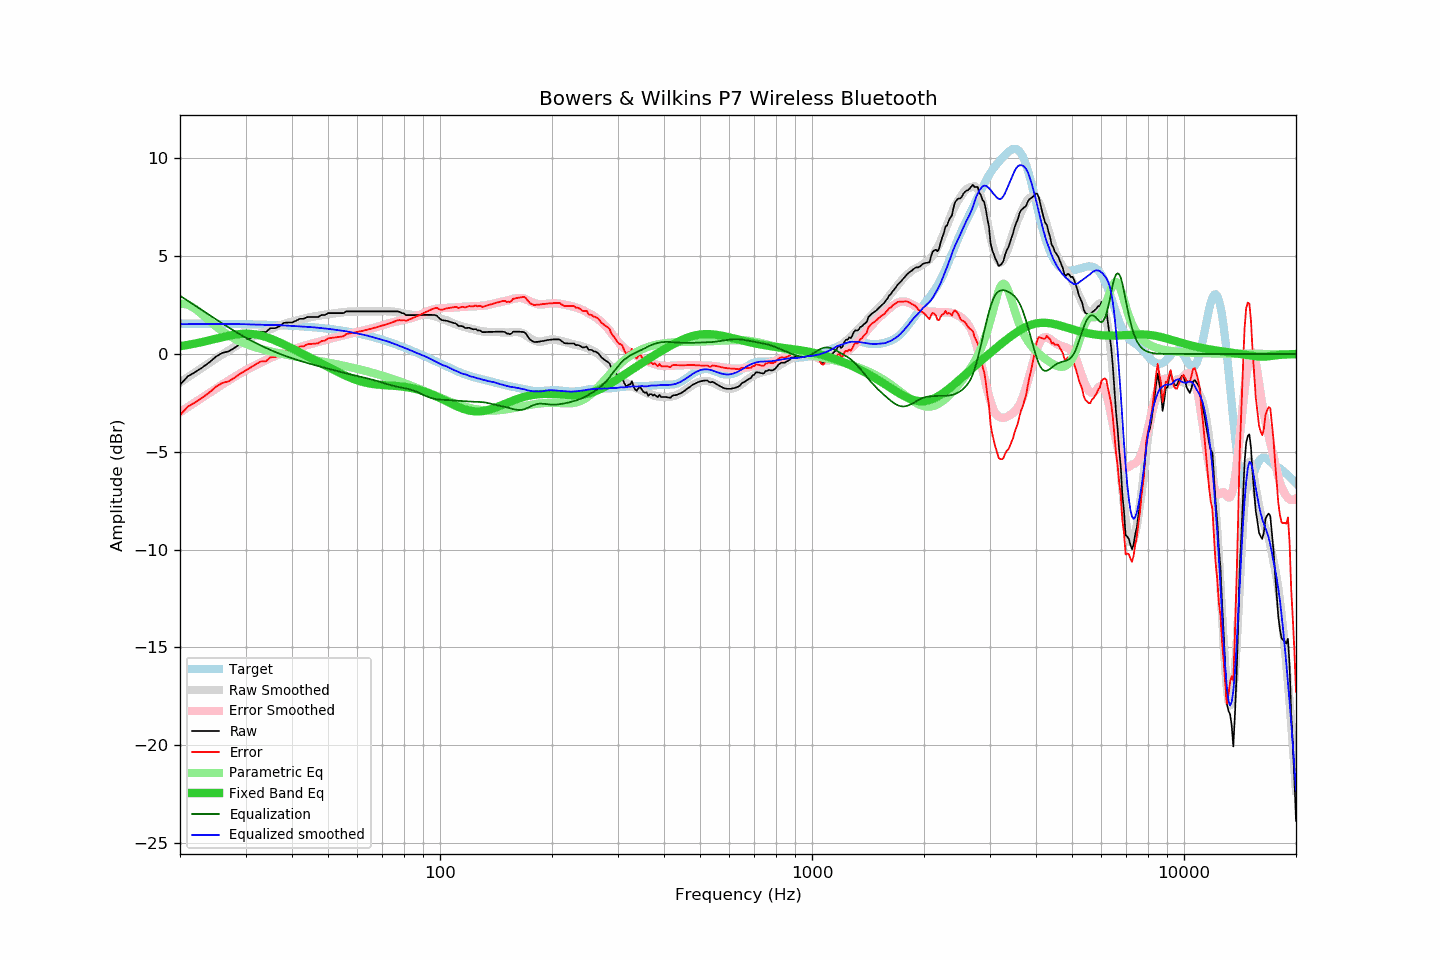 Bowers & Wilkins P7 Wireless Bluetooth
10
5
0
−5
−10
−15
−20
−25
Amplitude (dBr)
Target
Raw Smoothed
Error Smoothed
Raw
Error
Parametric Eq
Fixed Band Eq
Equalization
Equalized smoothed
100 1000 10000
Frequency (Hz)